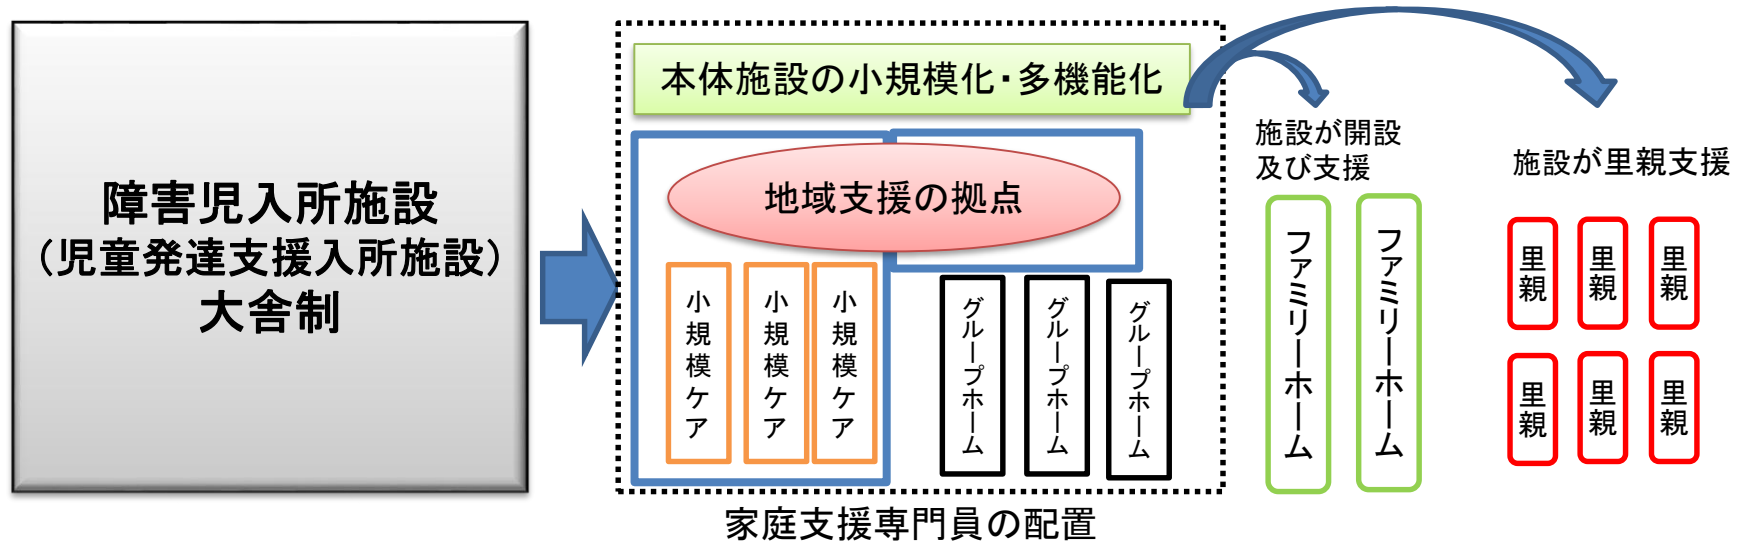 障害児入所施設
（児童発達支援入所施設）
大舎制
本体施設の小規模化・多機能化
地域支援の拠点
小規模ケア
小規模ケア
小規模ケア
グループホーム
グループホーム
グループホーム
家庭支援専門員の配置
施設が開設
及び支援
ファミリーホーム
ファミリーホーム
施設が里親支援
里親
里親
里親
里親
里親
里親